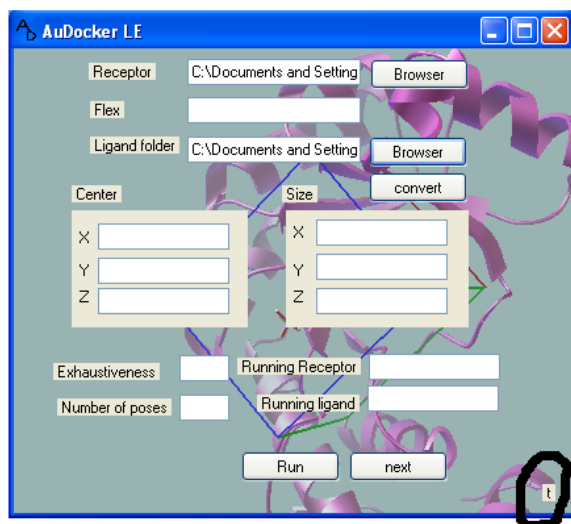 AD AuDocker LE
Receptor C:\Documents and Setting Browser
Flex
Ligand folder C:\Documents and Setting Browser
convert
Center Size
X X
Y Y
Z Z
Exhaustiveness Running Receptor
Number of poses Running ligand
Run next
t